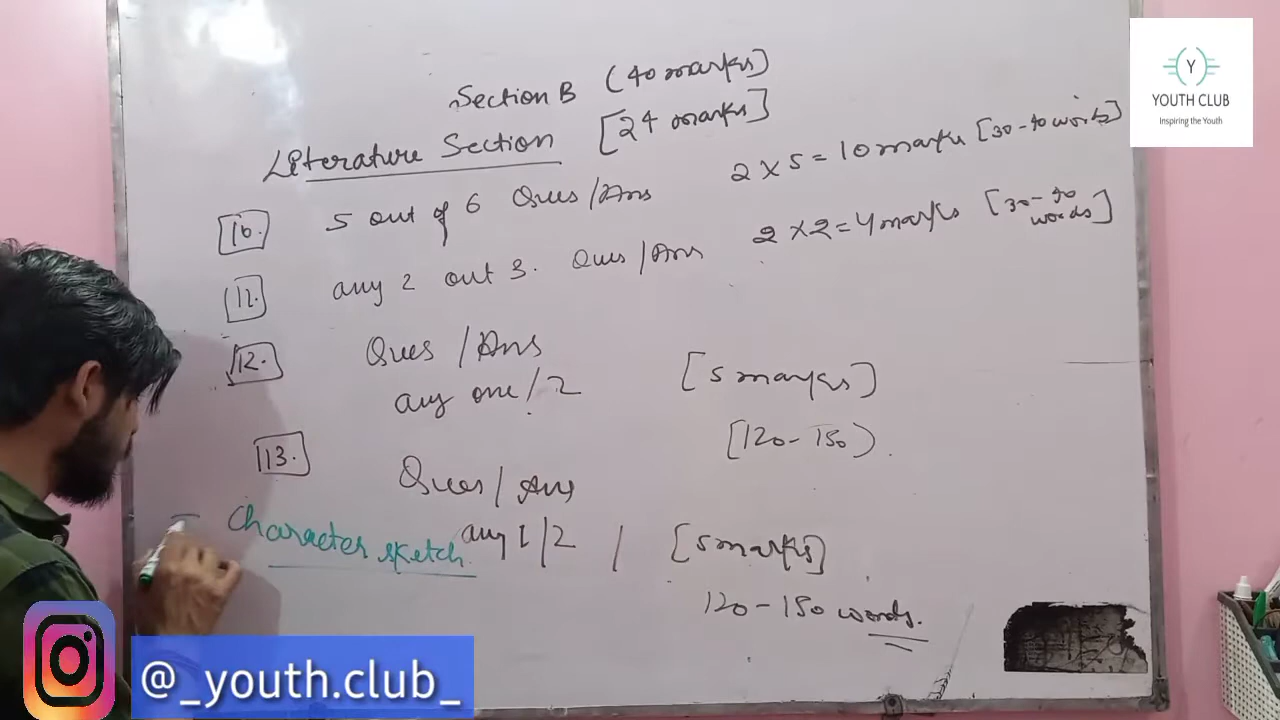 Section B (40 marks)
Literature Section [24 marks]
10. 5 out of 6 Ques/Ans 2 x 5 = 10 marks [30-40 words]
11. any 2 out 3. Ques/Ans 2 x 2 = 4 marks [30-40 words]
12. Ques/Ans
any one/2 [5 marks]
[120-150)
13. Ques/Ans
Character sketch. any 1/2 / [5 marks]
120-150 words.
Y
YOUTH CLUB
Inspiring the Youth
@_youth.club_